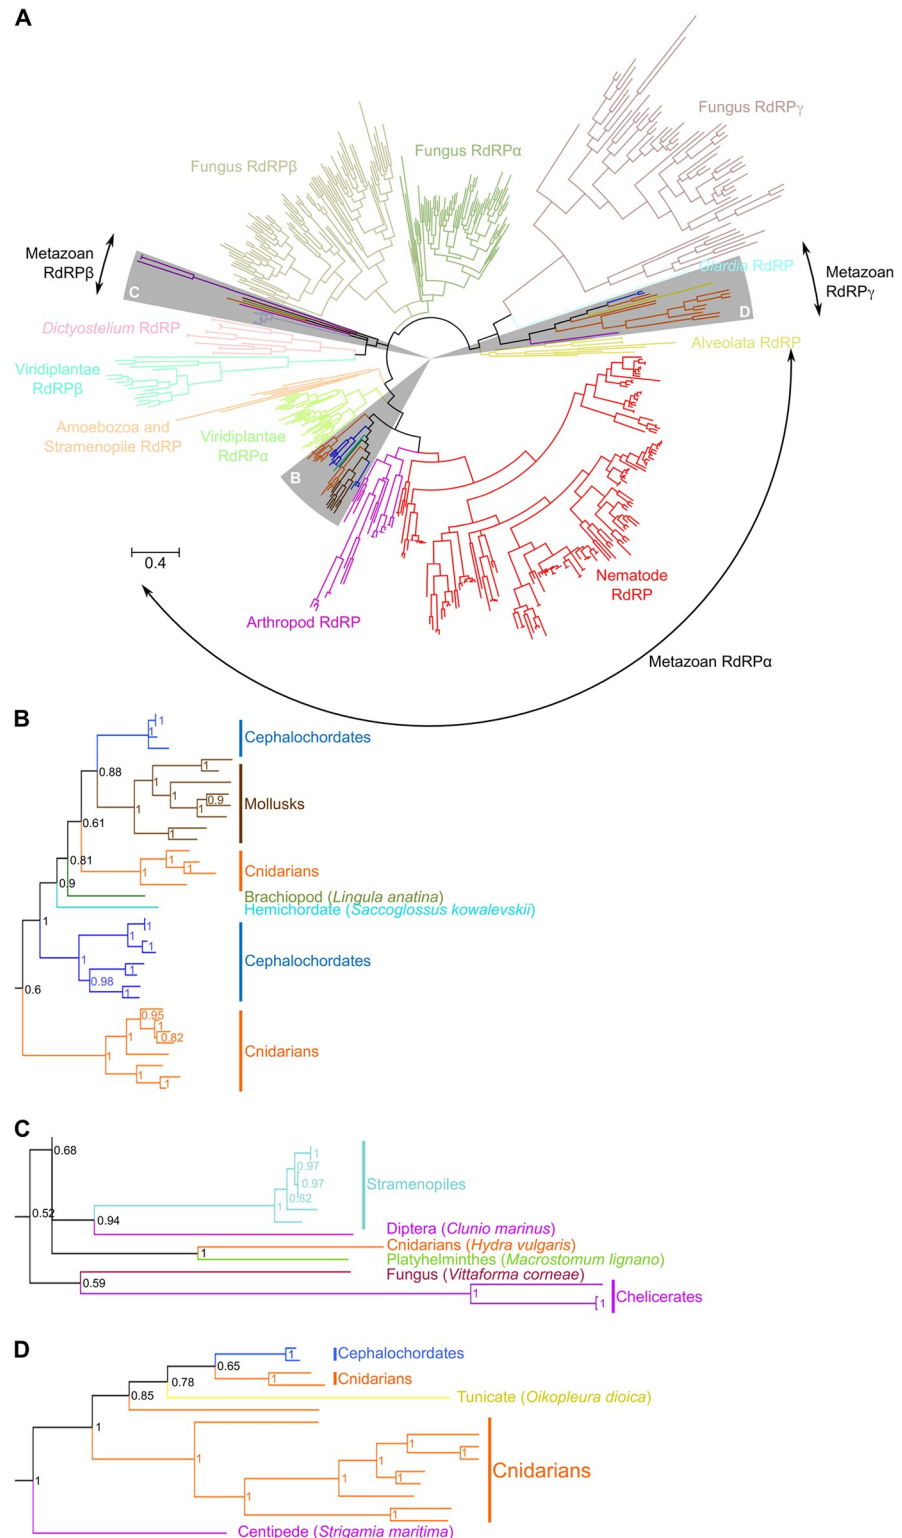 A
Fungus RdRPγ
Fungus RdRPα
Fungus RdRPβ
Metazoan
RdRPβ
C
Giardia RdRP
Metazoan
RdRPγ
D
Dictyostelium RdRP
Alveolata RdRP
Viridiplantae
RdRPβ
Amoebozoa and
Stramenopile RdRP
Viridiplantae
RdRPα
B
0.4
Nematode
RdRP
Arthropod RdRP
Metazoan RdRPα
B
1
1
Cephalochordates
1
0.88
1
1
0.9
1
1
Mollusks
1
0.61
1
0.81
1
1
Cnidarians
0.9
Brachiopod (Lingula anatina)
Hemichordate (Saccoglossus kowalevskii)
1
1
1
1
1
Cephalochordates
1
0.98
0.6
1
0.95
1
1
0.82
1
Cnidarians
1
1
C
0.68
1
0.97
0.97
Stramenopiles
0.82
1
0.52
0.94
Diptera (Clunio marinus)
Cnidarians (Hydra vulgaris)
1
Platyhelminthes (Macrostomum lignano)
Fungus (Vittaforma corneae)
0.59
1
Chelicerates
1
D
1
Cephalochordates
0.65
1
Cnidarians
0.78
0.85
Tunicate (Oikopleura dioica)
1
1
1
1
1
1
1
Cnidarians
1
1
1
1
Centipede (Strigamia maritima)